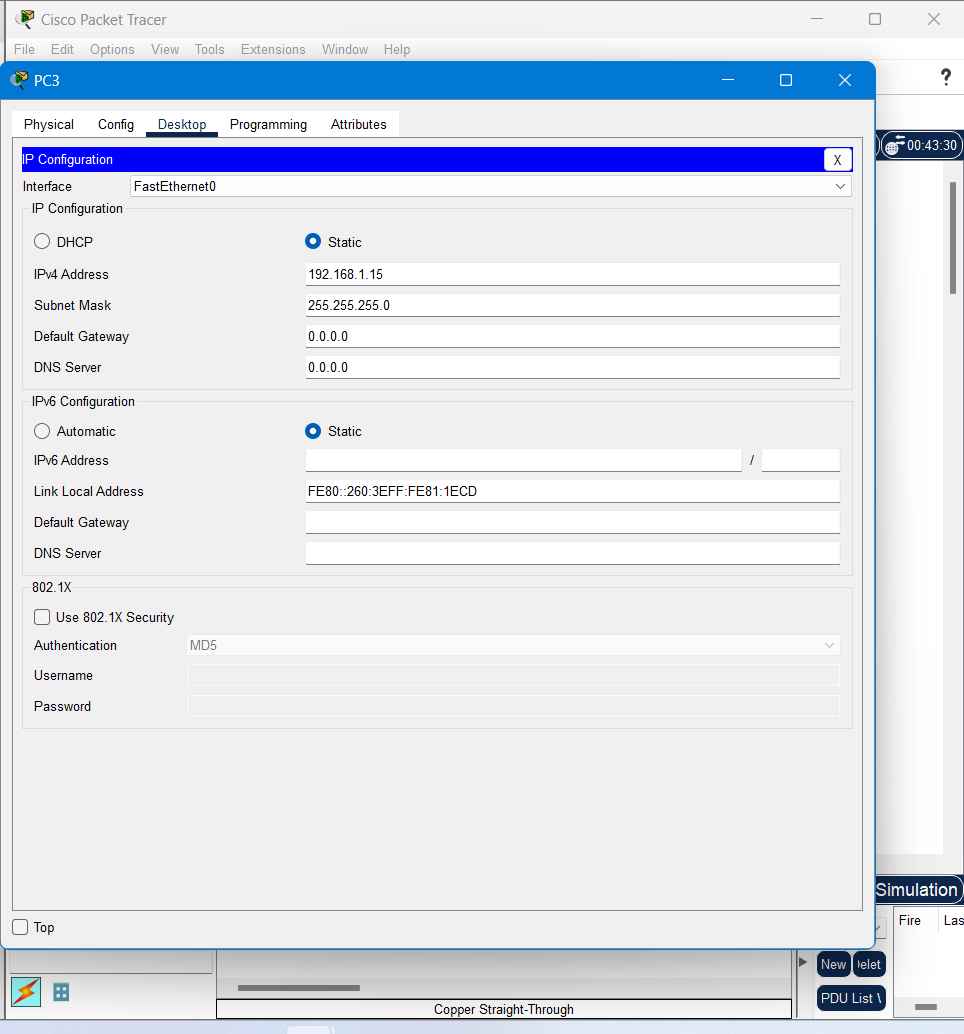 Cisco Packet Tracer
File Edit Options View Tools Extensions Window Help
PC3
?
Physical Config Desktop Programming Attributes
00:43:30
IP Configuration X
Interface FastEthernet0
IP Configuration
DHCP Static
IPv4 Address 192.168.1.15
Subnet Mask 255.255.255.0
Default Gateway 0.0.0.0
DNS Server 0.0.0.0
IPv6 Configuration
Automatic Static
IPv6 Address /
Link Local Address FE80::260:3EFF:FE81:1ECD
Default Gateway
DNS Server
802.1X
Use 802.1X Security
Authentication MD5
Username
Password
Simulation
Top
Fire Las
New Delet
PDU List \
Copper Straight-Through